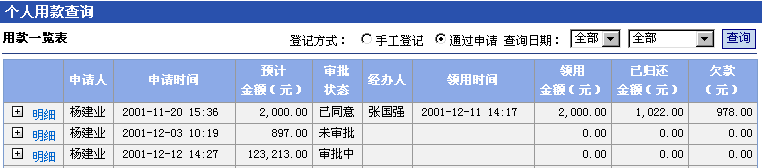 个人用款查询
用款一览表 登记方式： 手工登记 通过申请 查询日期： 全部 全部 查询
申请人 申请时间 预计金额（元） 审批状态 经办人 领用时间 领用金额（元） 已归还金额（元） 欠款（元）
明细 杨建业 2001-11-20 15:36 2,000.00 已同意 张国强 2001-12-11 14:17 2,000.00 1,022.00 978.00
明细 杨建业 2001-12-03 10:19 897.00 未审批 0.00 0.00 0.00
明细 杨建业 2001-12-12 14:27 123,213.00 审批中 0.00 0.00 0.00